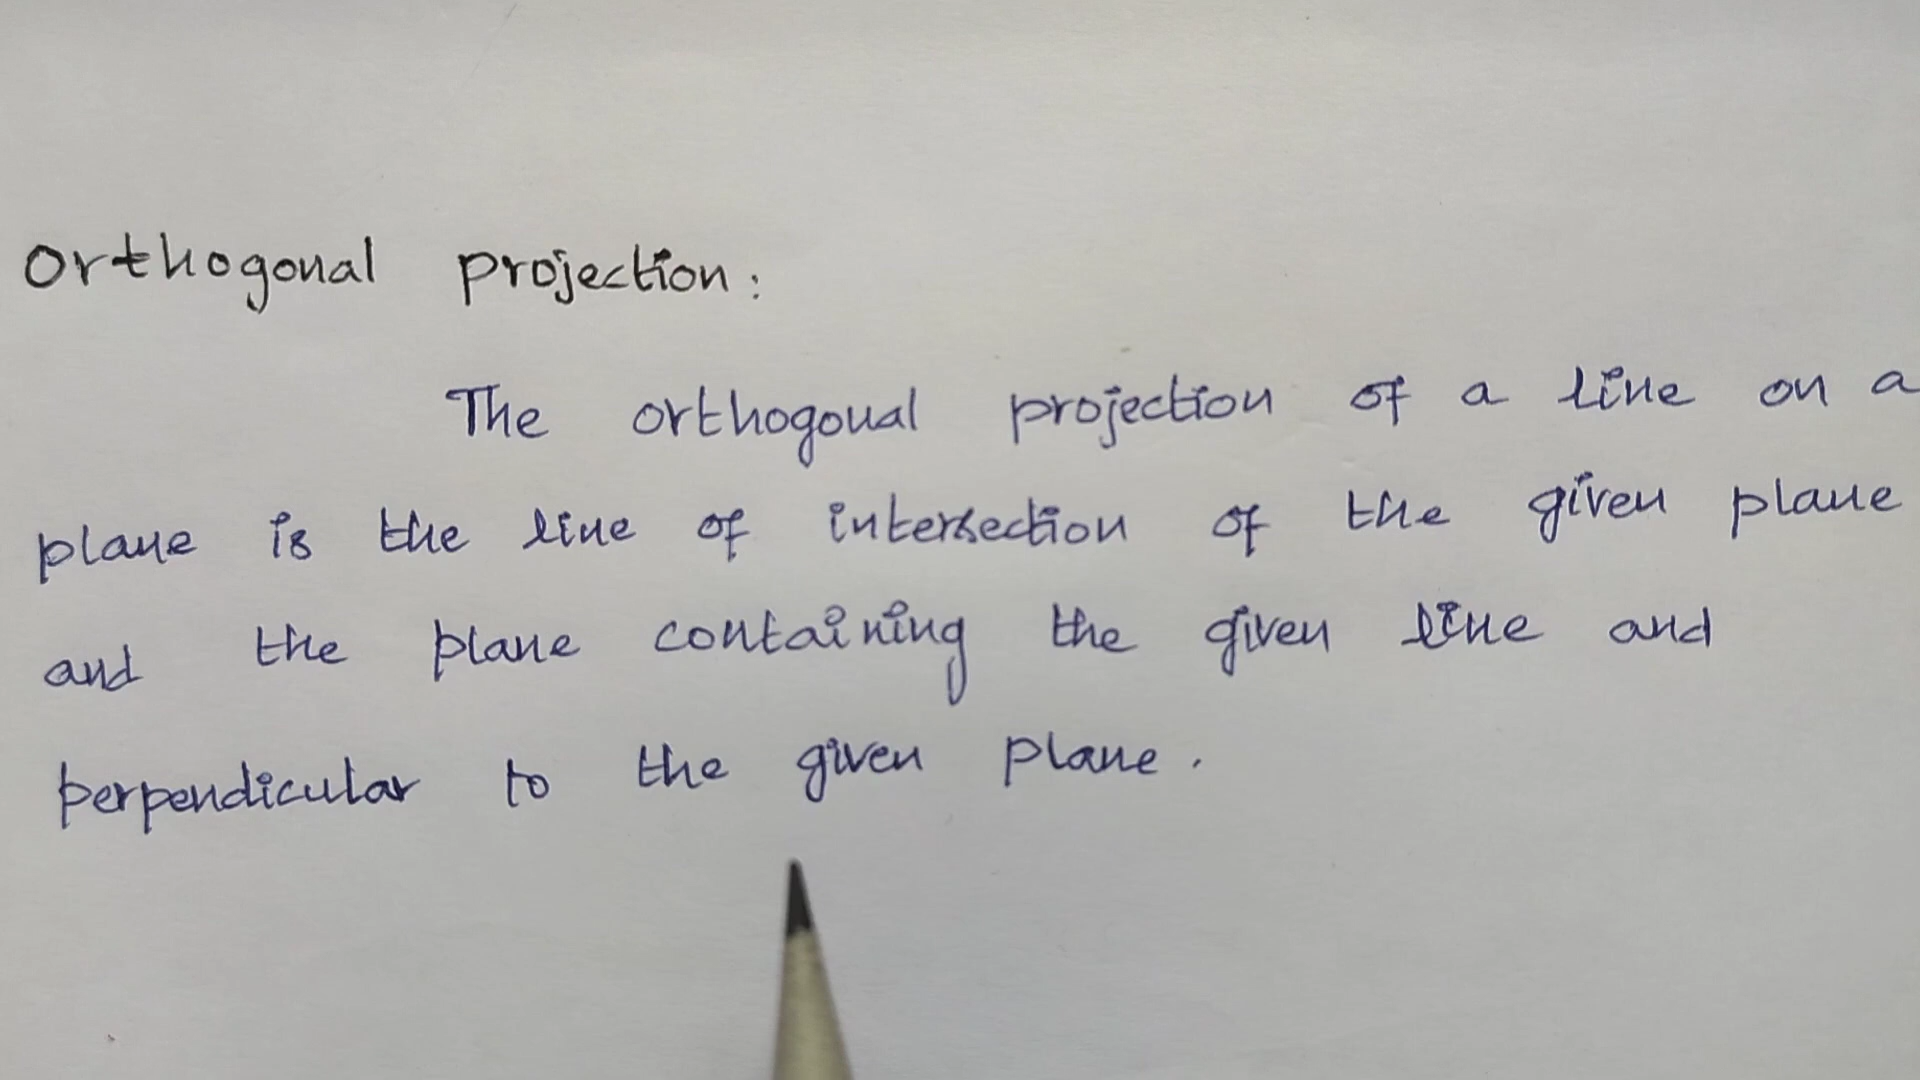 Orthogonal projection:
The orthogonal projection of a line on a
plane is the line of intersection of the given plane
and the plane containing the given line and
perpendicular to the given plane.